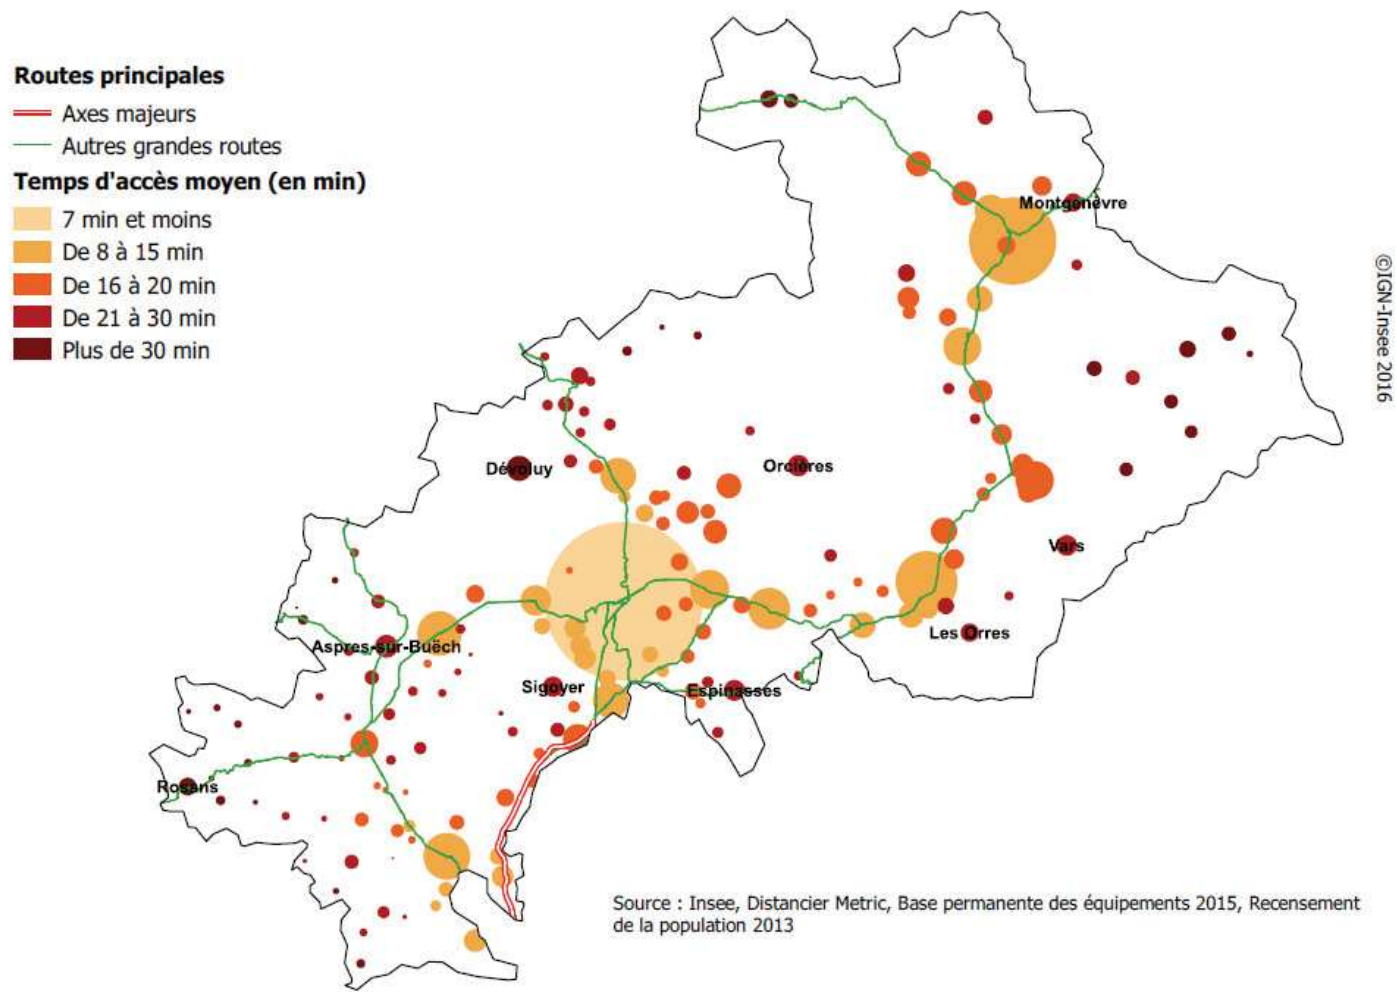 Routes principales
Axes majeurs
Autres grandes routes
Temps d'accès moyen (en min)
7 min et moins
De 8 à 15 min
De 16 à 20 min
De 21 à 30 min
Plus de 30 min
Montgenèvre
©IGN-Insee 2016
Dévoluy
Orcières
Vars
Les Orres
Aspres-sur-Buëch
Sigoyer
Espinasses
Rosans
Source : Insee, Distancier Metric, Base permanente des équipements 2015, Recensement
de la population 2013